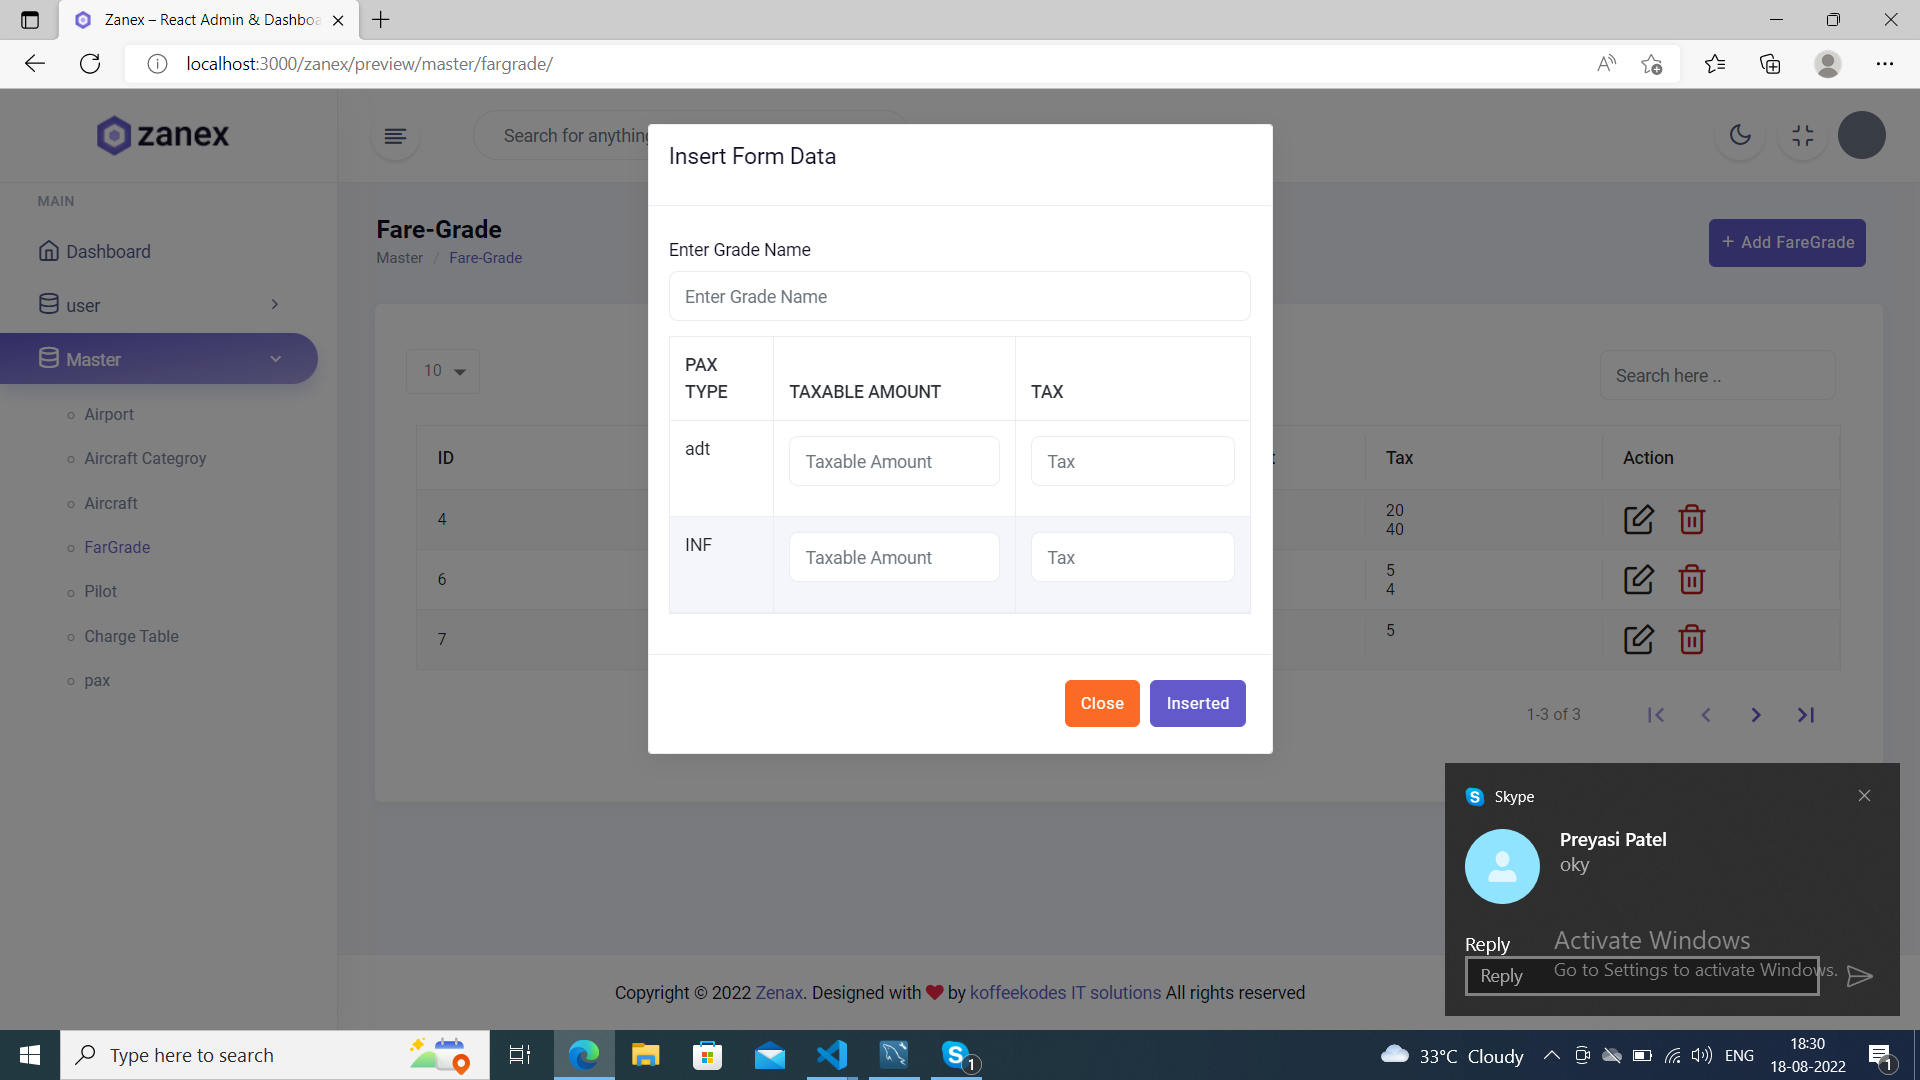 Zanex – React Admin & Dashboa
localhost:3000/zanex/preview/master/fargrade/
zanex
Search for anything
MAIN
Dashboard
user
Master
Airport
Aircraft Categroy
Aircraft
FarGrade
Pilot
Charge Table
pax
Fare-Grade
Master / Fare-Grade
+ Add FareGrade
10
Search here ..
ID
Tax
Action
4
20
40
6
5
4
7
5
1-3 of 3
Insert Form Data
Enter Grade Name
Enter Grade Name
PAX
TYPE
TAXABLE AMOUNT
TAX
adt
Taxable Amount
Tax
INF
Taxable Amount
Tax
Close
Inserted
Copyright © 2022 Zenax. Designed with ❤ by koffeekodes IT solutions All rights reserved
Skype
Preyasi Patel
oky
Reply
Reply
Activate Windows
Go to Settings to activate Windows.
Type here to search
1
33°C Cloudy
ENG
18:30
18-08-2022
1